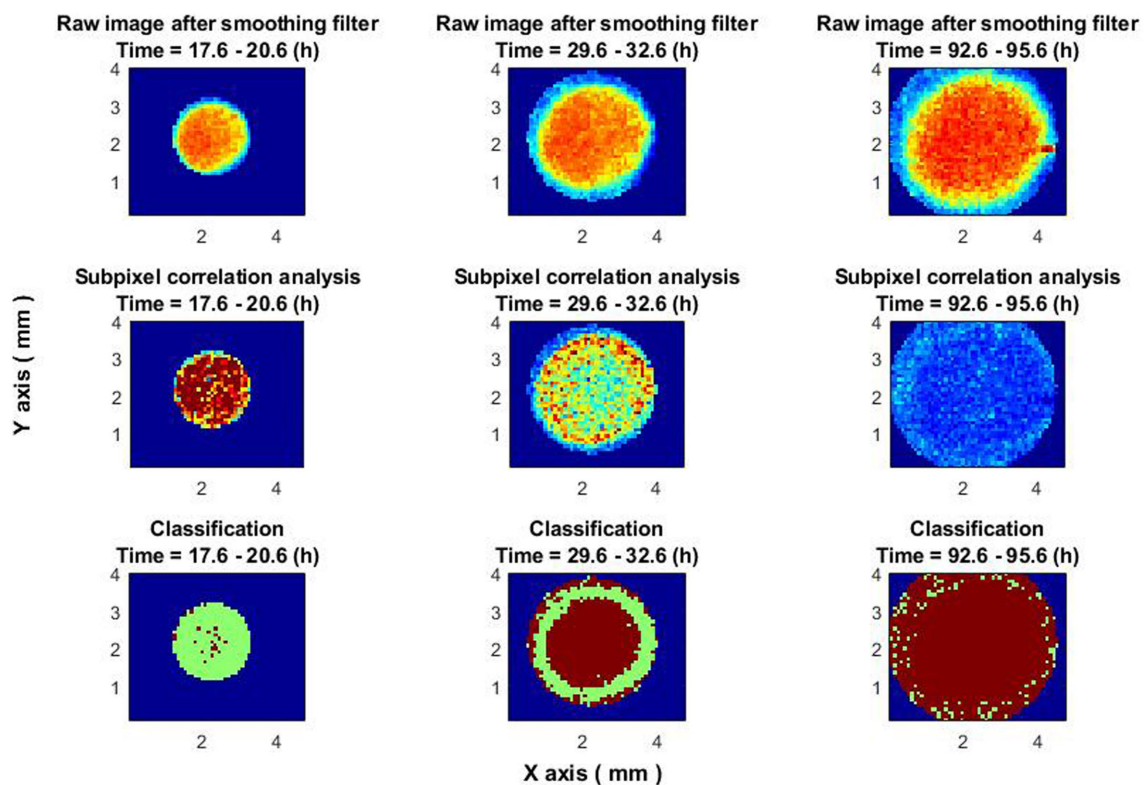 Raw image after smoothing filter
Time = 17.6 - 20.6 (h)
Raw image after smoothing filter
Time = 29.6 - 32.6 (h)
Raw image after smoothing filter
Time = 92.6 - 95.6 (h)
4
3
2
1
2 4
4
3
2
1
2 4
4
3
2
1
2 4
Y axis ( mm )
Subpixel correlation analysis
Time = 17.6 - 20.6 (h)
Subpixel correlation analysis
Time = 29.6 - 32.6 (h)
Subpixel correlation analysis
Time = 92.6 - 95.6 (h)
4
3
2
1
2 4
4
3
2
1
2 4
4
3
2
1
2 4
Classification
Time = 17.6 - 20.6 (h)
Classification
Time = 29.6 - 32.6 (h)
Classification
Time = 92.6 - 95.6 (h)
4
3
2
1
2 4
4
3
2
1
2 4
4
3
2
1
2 4
X axis ( mm )